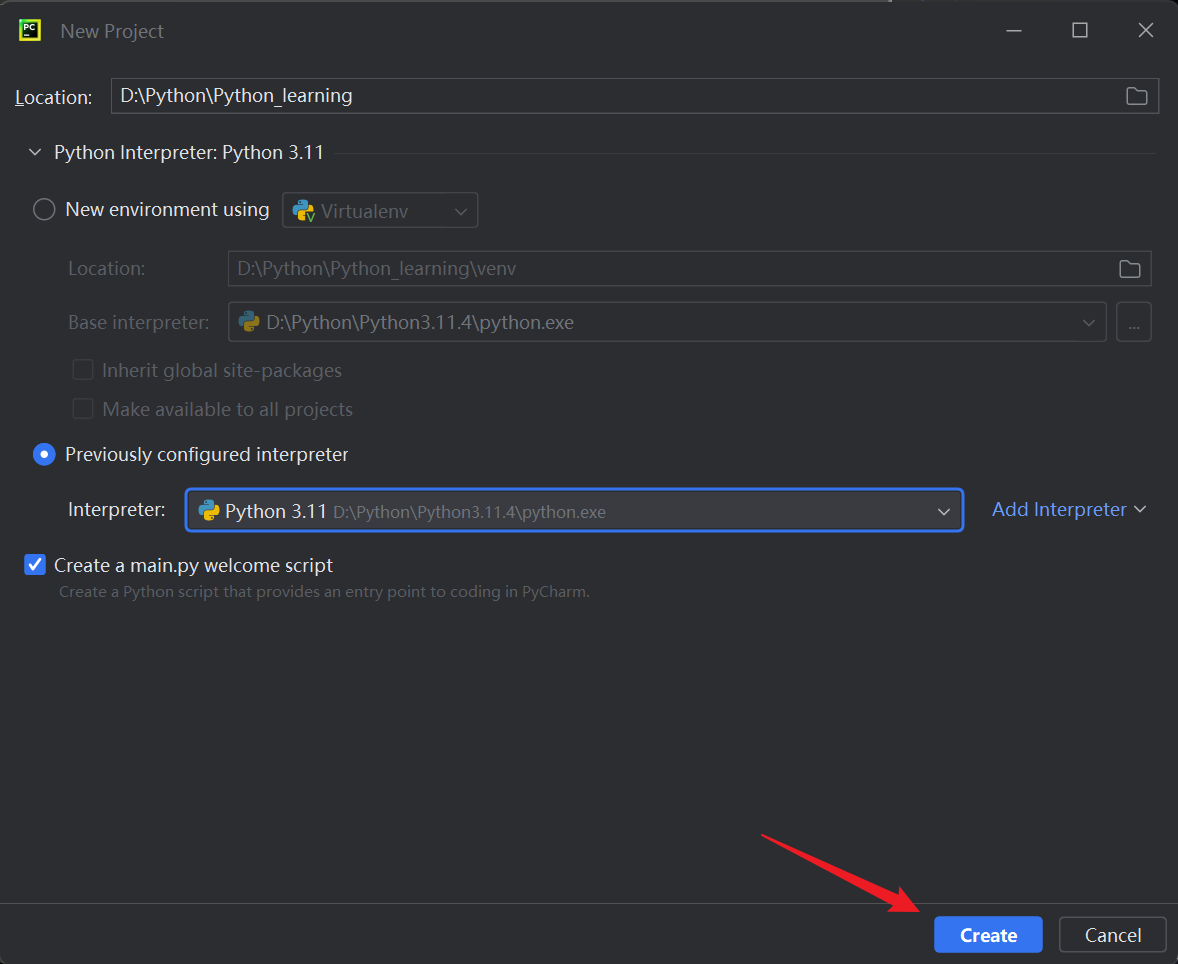 PC
New Project
Location: D:\Python\Python_learning
Python Interpreter: Python 3.11
New environment using Virtualenv
Location: D:\Python\Python_learning\venv
Base interpreter: D:\Python\Python3.11.4\python.exe ...
Inherit global site-packages
Make available to all projects
Previously configured interpreter
Interpreter: Python 3.11 D:\Python\Python3.11.4\python.exe Add Interpreter
Create a main.py welcome script
Create a Python script that provides an entry point to coding in PyCharm.
Create Cancel